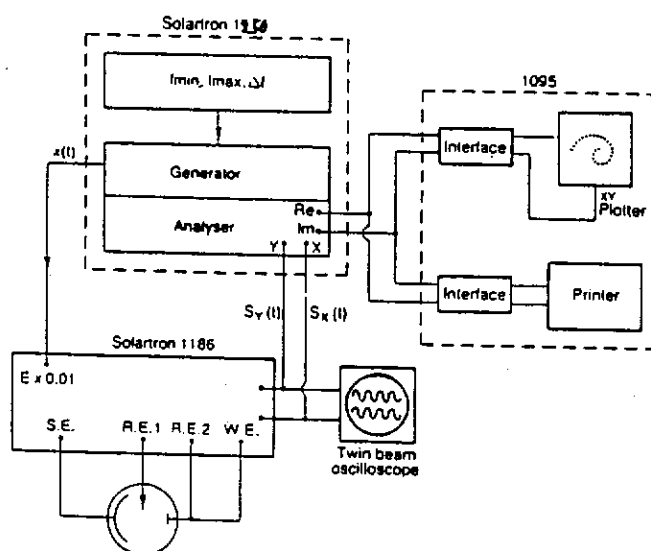 Solartron
1095
fmin, fmax, Δf
x(t)
Generator
Interface
XY
Plotter
Analyser
Re
Im
Y X
Interface
Printer
S_Y(t) S_X(t)
Solartron 1186
E x 0.01
S.E. R.E.1 R.E.2 W.E.
Twin beam
oscilloscope